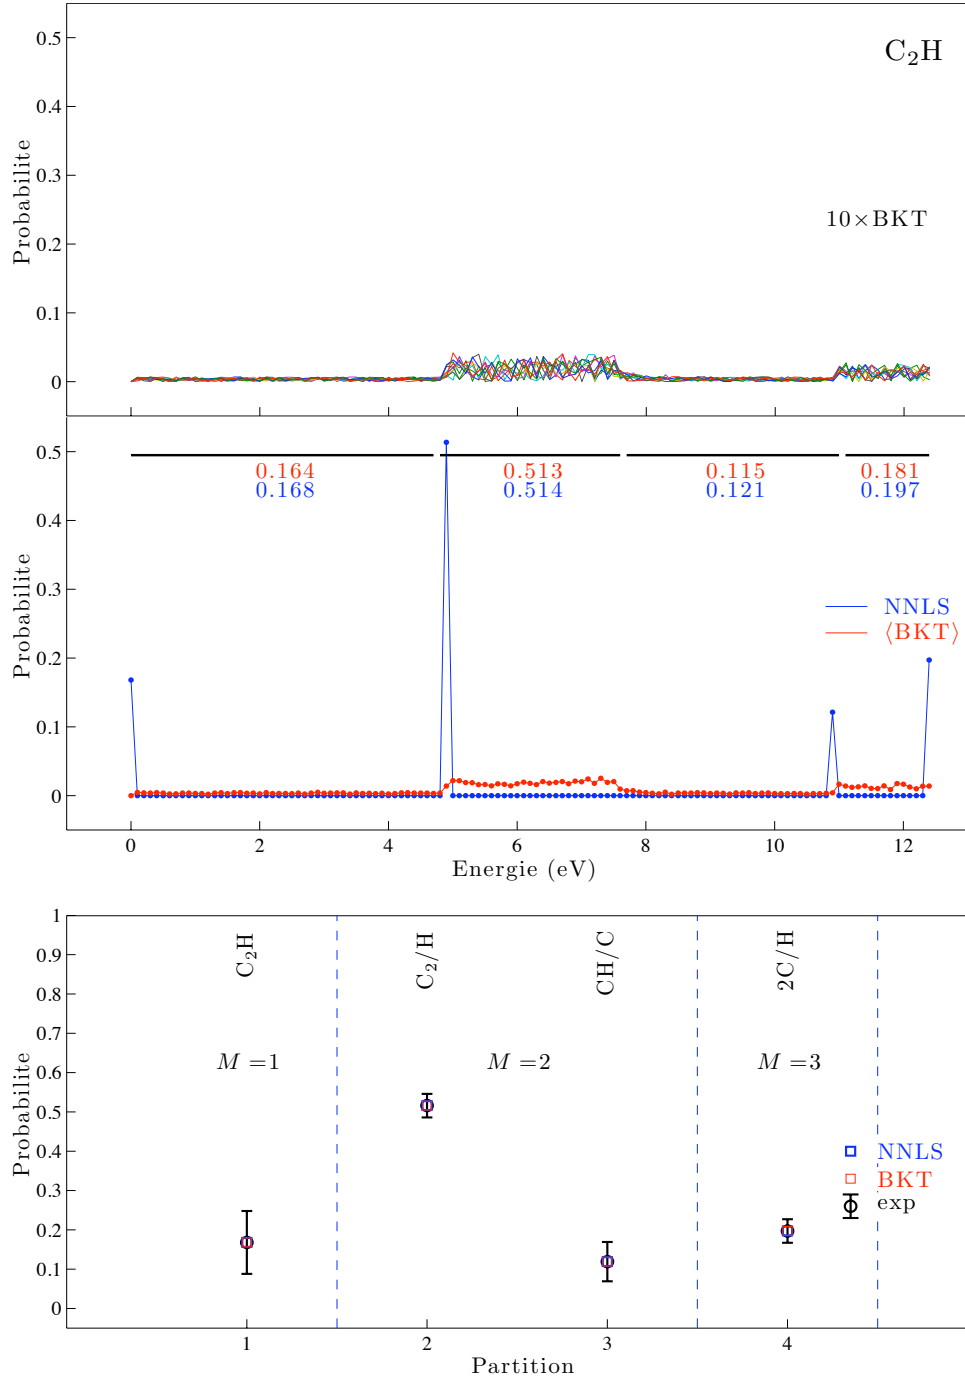 0.5
C₂H
0.4
0.3
10×BKT
0.2
0.1
0
Probabilite
0.5
0.164 0.513 0.115 0.181
0.168 0.514 0.121 0.197
0.4
0.3
NNLS
⟨BKT⟩
0.2
0.1
0
Probabilite
0 2 4 6 8 10 12
Energie (eV)
1
C₂H
C₂/H
CH/C
2C/H
0.9
0.8
0.7
M =1 M =2 M =3
0.6
0.5
0.4
NNLS
BKT
0.3
exp
0.2
0.1
0
Probabilite
1 2 3 4
Partition